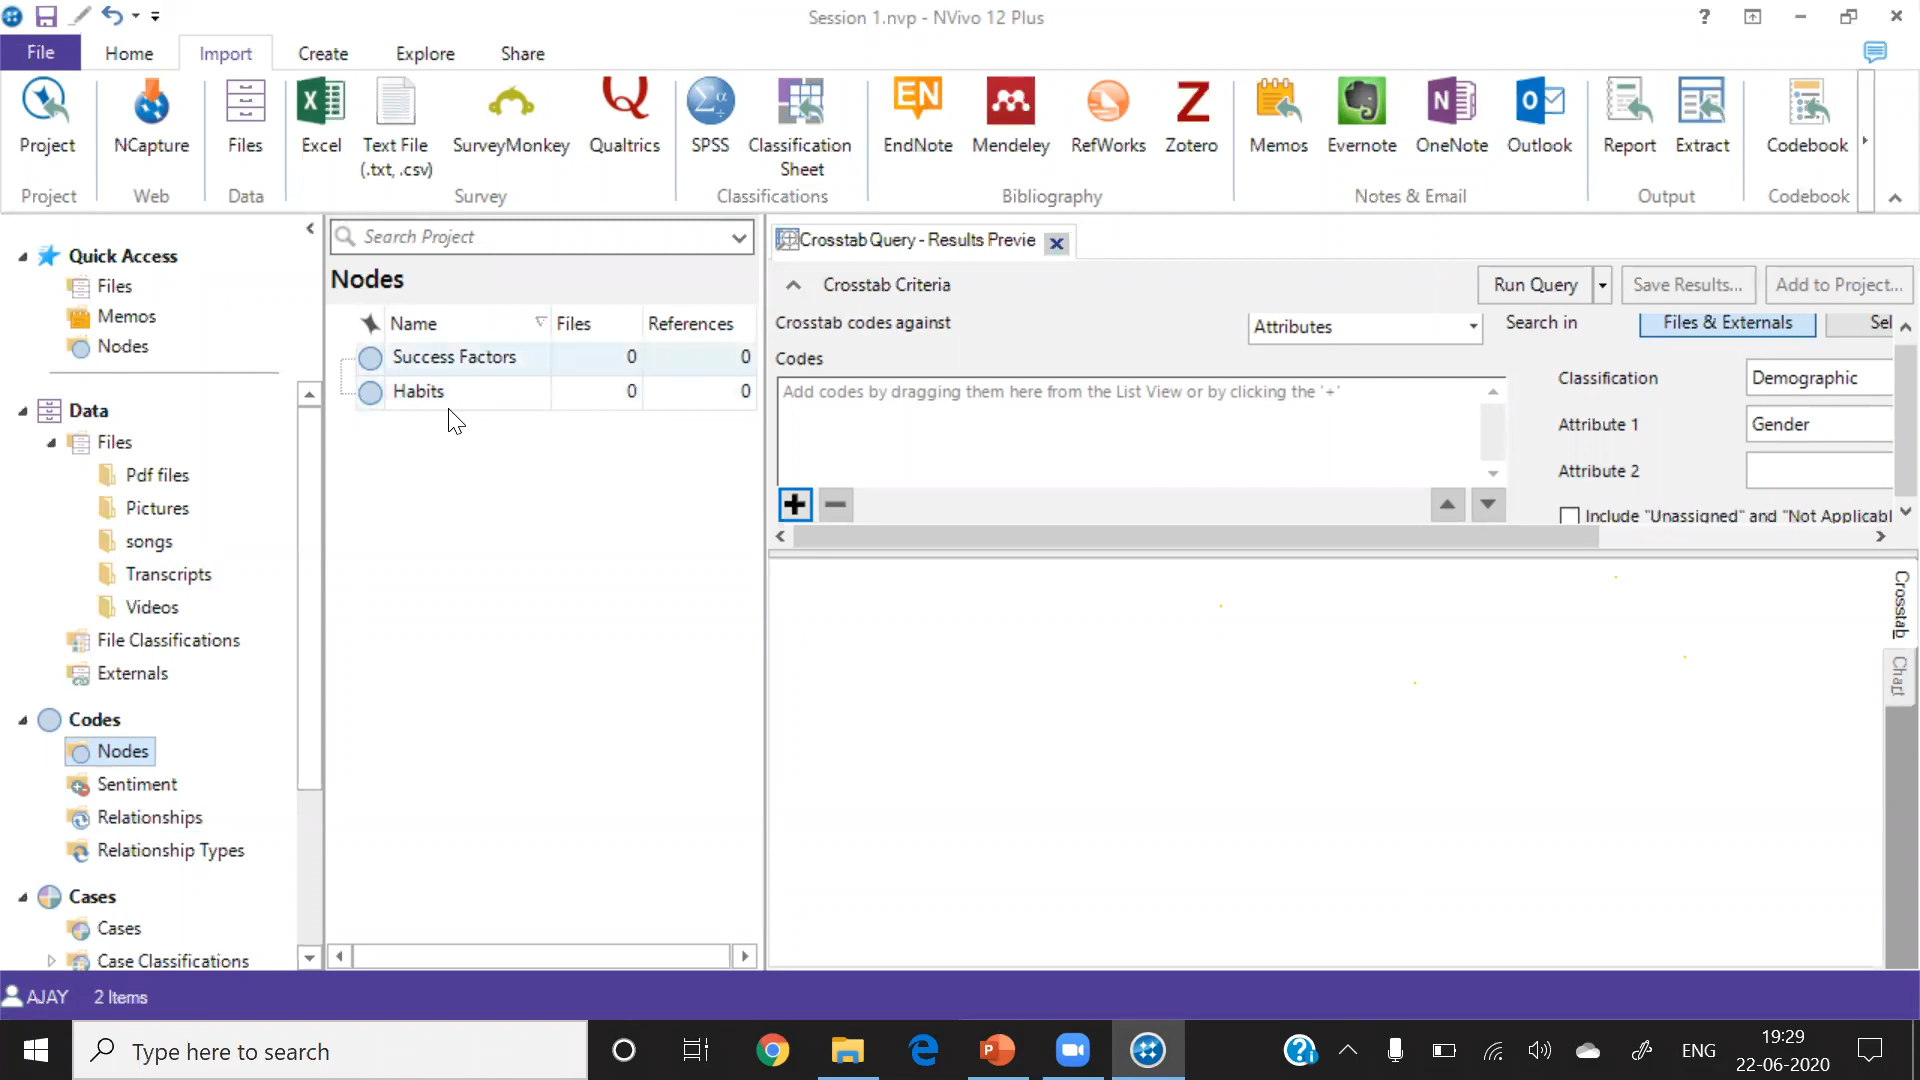 Session 1.nvp - NVivo 12 Plus
?
File
Home
Import
Create
Explore
Share
Project
NCapture
Files
Excel
Text File
(.txt, .csv)
SurveyMonkey
Qualtrics
SPSS
Classification
Sheet
EndNote
Mendeley
RefWorks
Zotero
Memos
Evernote
OneNote
Outlook
Report
Extract
Codebook
Project
Web
Data
Survey
Classifications
Bibliography
Notes & Email
Output
Codebook
Quick Access
Files
Memos
Nodes
Data
Files
Pdf files
Pictures
songs
Transcripts
Videos
File Classifications
Externals
Codes
Nodes
Sentiment
Relationships
Relationship Types
Cases
Cases
Case Classifications
Search Project
Nodes
Name Files References
Success Factors 0 0
Habits 0 0
Crosstab Query - Results Previe
Crosstab Criteria
Run Query
Save Results...
Add to Project...
Crosstab codes against
Attributes
Search in
Files & Externals
Sel
Codes
Add codes by dragging them here from the List View or by clicking the '+'
Classification Demographic
Attribute 1 Gender
Attribute 2
Include "Unassigned" and "Not Applicabl
Crosstab
Chart
AJAY 2 Items
Type here to search
ENG
19:29
22-06-2020